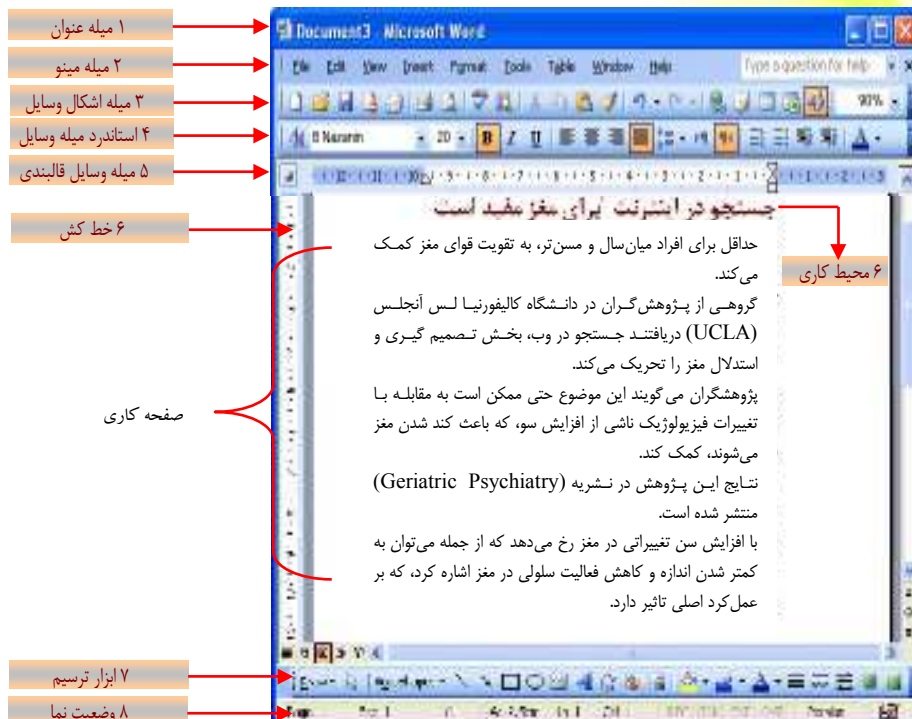 ۱ میله عنوان
۲ میله مینو
۳ میله اشکال وسایل
۴ استاندرد میله وسایل
۵ میله وسایل قالبندی
۶ خط کش
صفحه کاری
۷ ابزار ترسیم
۸ وضعیت نما
۶ محیط کاری
Document3 Microsoft Word
File Edit View Insert Format Tools Table Window Help Type a question for help
90%
B Nazanin 20 B I U
جستجو در اینترنت برای مغز مفید است
حداقل برای افراد میان‌سال و مسن‌تر، به تقویت قوای مغز کمک
می‌کند.
گروهی از پژوهش‌گران در دانشگاه کالیفورنیا لس آنجلس
(UCLA) دریافتند جستجو در وب، بخش تصمیم گیری و
استدلال مغز را تحریک می‌کند.
پژوهشگران می گویند این موضوع حتی ممکن است به مقابله با
تغییرات فیزیولوژیک ناشی از افزایش سو، که باعث کند شدن مغز
می‌شوند، کمک کند.
نتایج این پژوهش در نشریه (Geriatric Psychiatry)
منتشر شده است.
با افزایش سن تغییراتی در مغز رخ می‌دهد که از جمله می‌توان به
کمتر شدن اندازه و کاهش فعالیت سلولی در مغز اشاره کرد، که بر
عمل‌کرد اصلی تاثیر دارد.